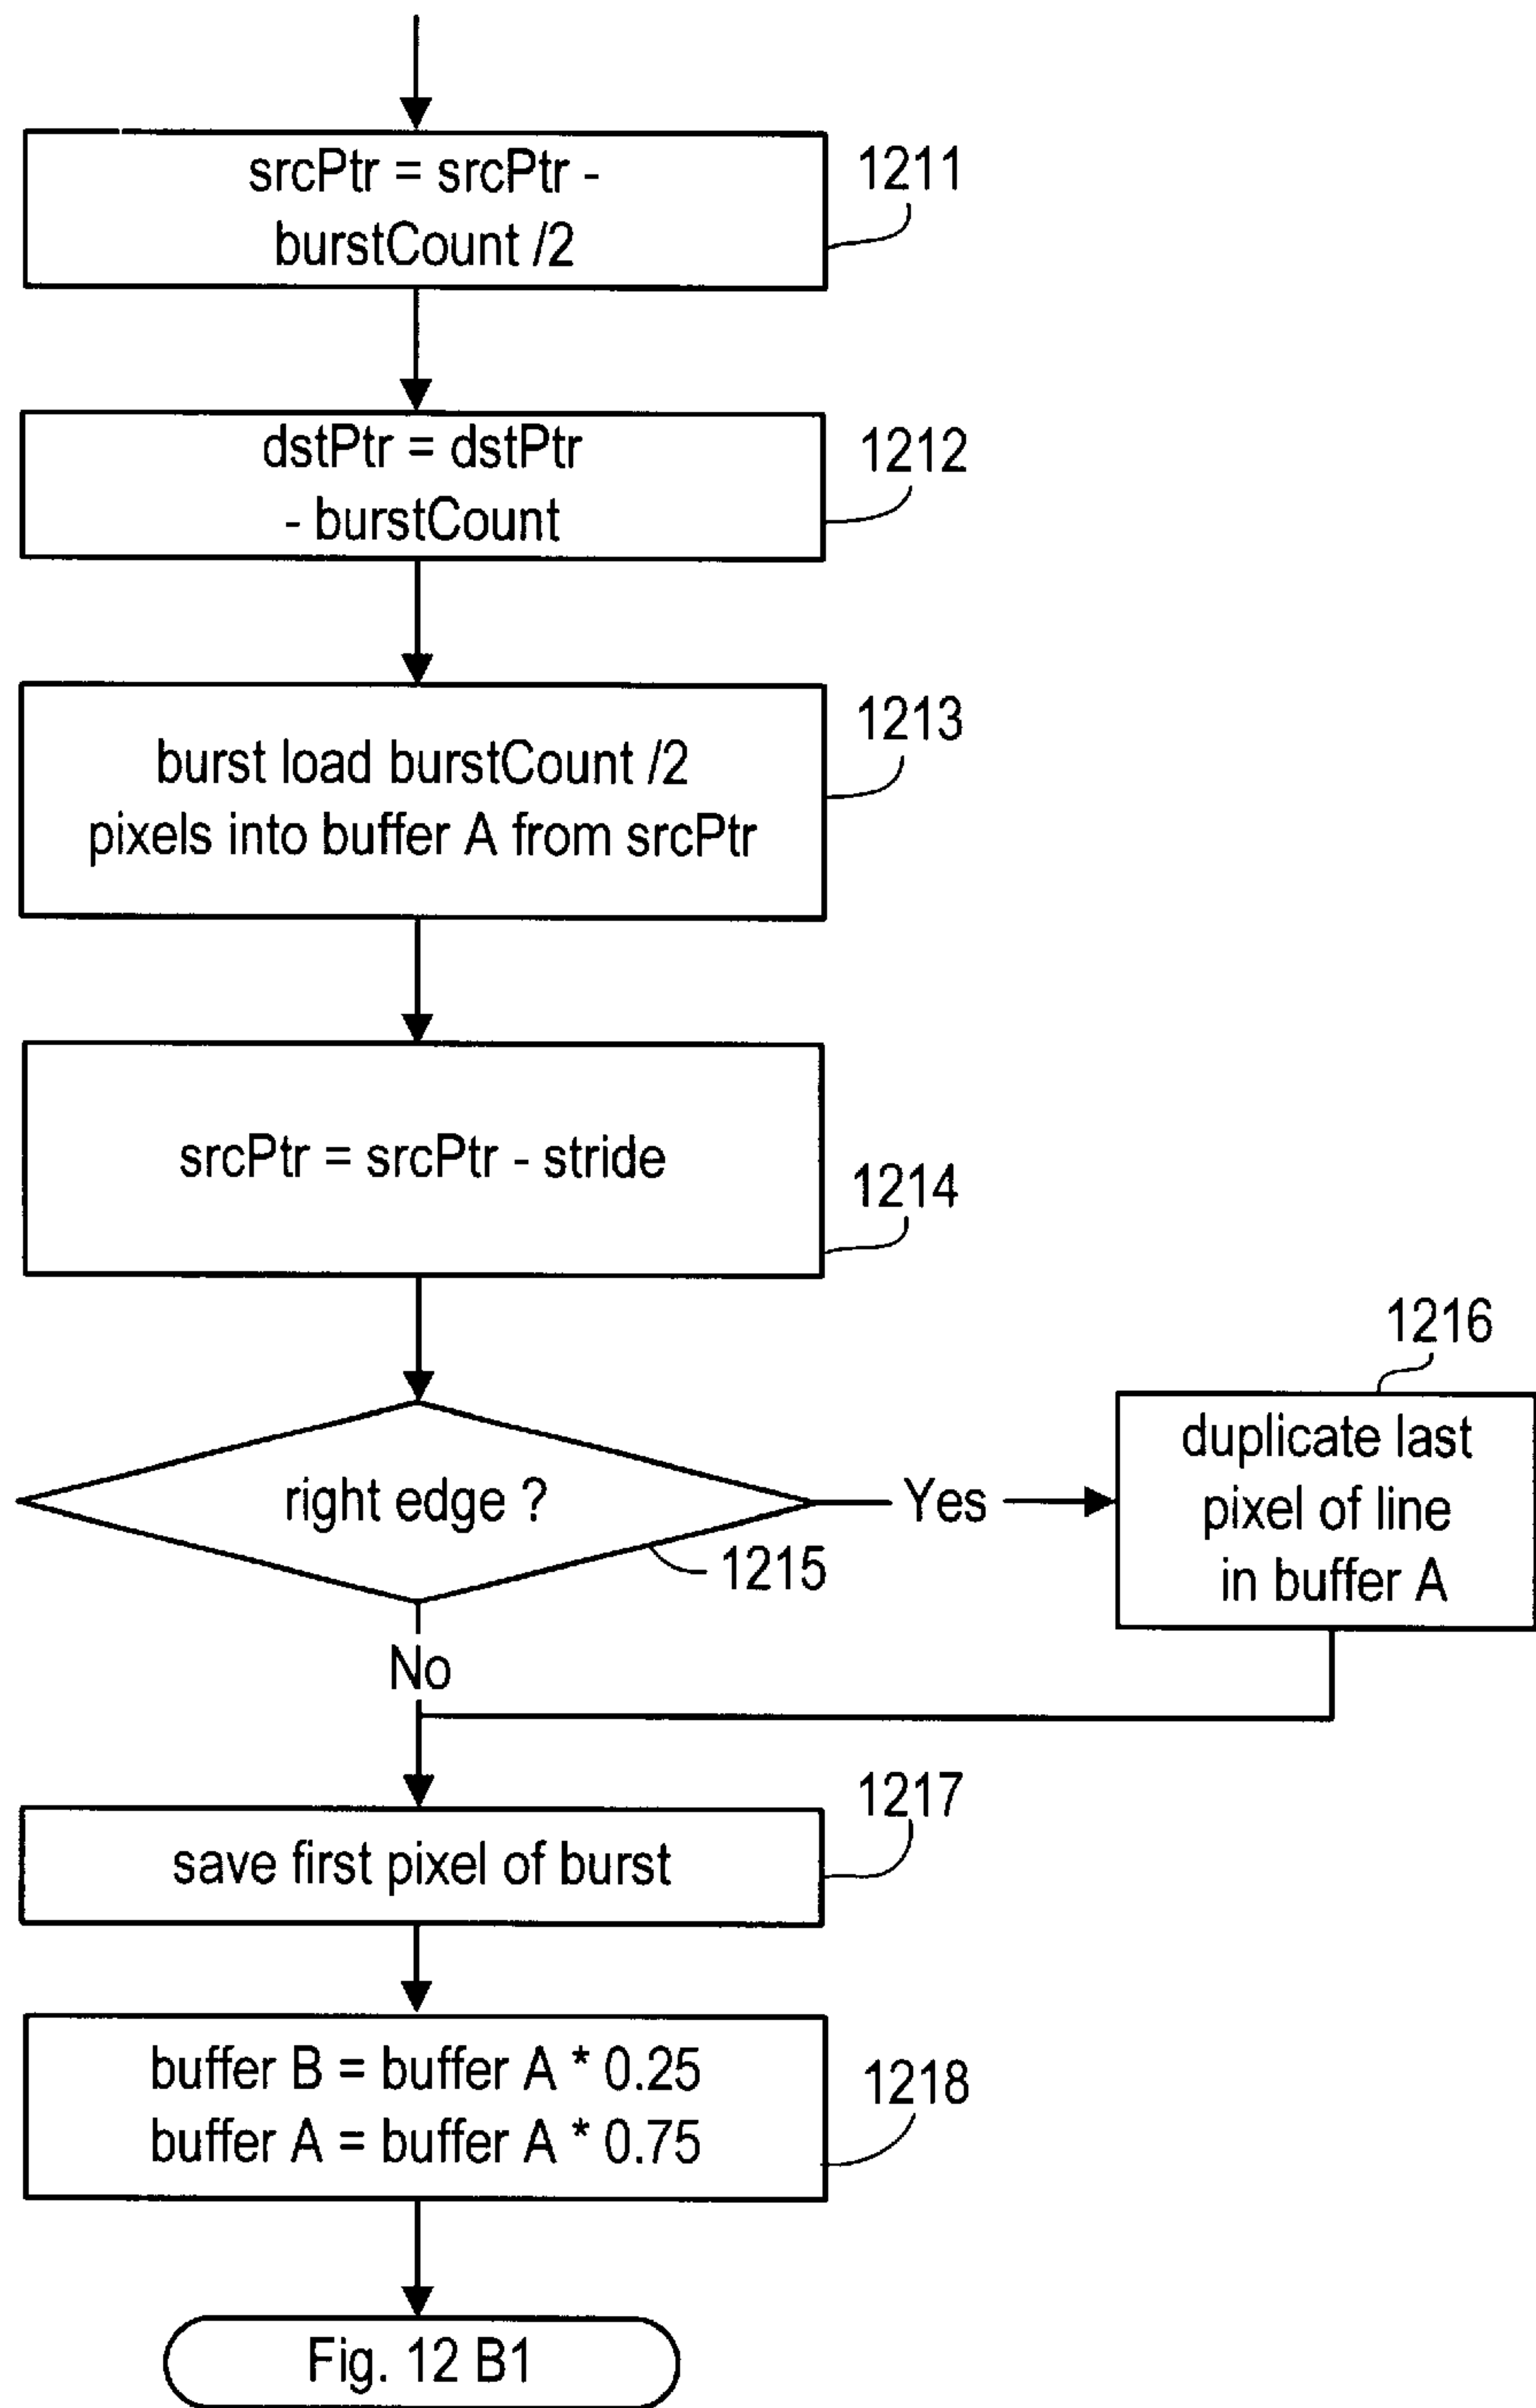 srcPtr = srcPtr -
burstCount /2
1211
dstPtr = dstPtr
- burstCount
1212
burst load burstCount /2
pixels into buffer A from srcPtr
1213
srcPtr = srcPtr - stride
1214
right edge ?
1215
Yes
1216
duplicate last
pixel of line
in buffer A
No
save first pixel of burst
1217
buffer B = buffer A * 0.25
buffer A = buffer A * 0.75
1218
Fig. 12 B1